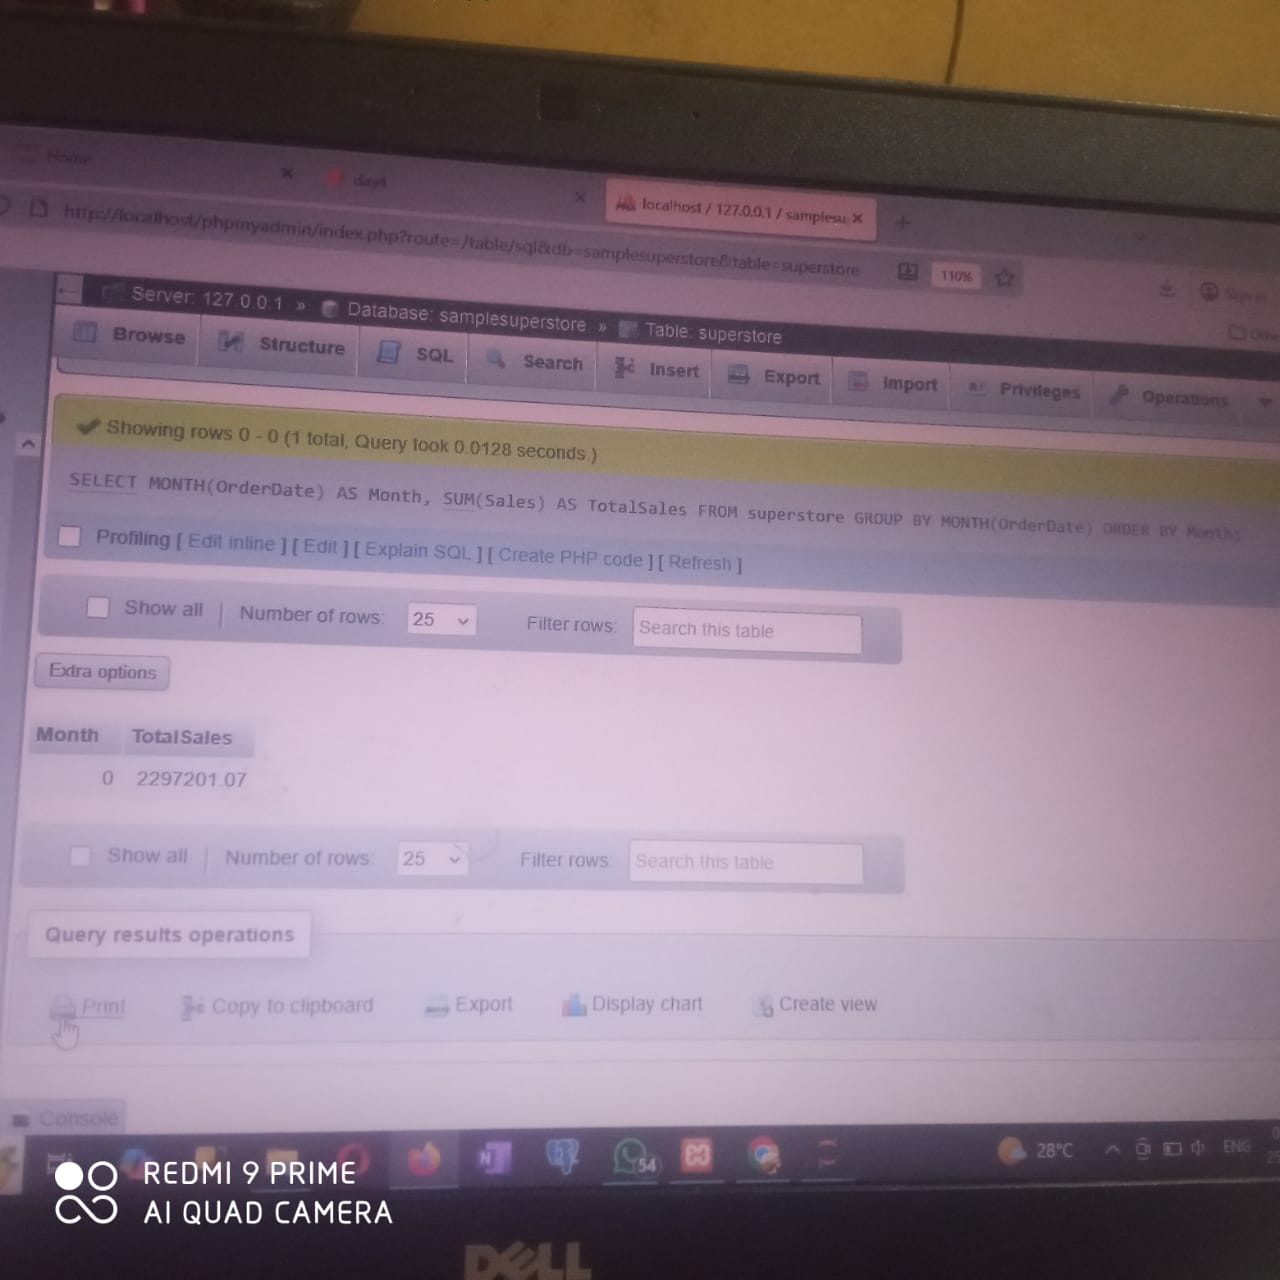 Home
day4
localhost / 127.0.0.1 / samplesu
http://localhost/phpmyadmin/index.php?route=/table/sql&db=samplesuperstore&table=superstore
110%
Sign in
Server: 127.0.0.1 » Database: samplesuperstore » Table: superstore
Browse Structure SQL Search Insert Export Import Privileges Operations
Showing rows 0 - 0 (1 total, Query took 0.0128 seconds.)
SELECT MONTH(OrderDate) AS Month, SUM(Sales) AS TotalSales FROM superstore GROUP BY MONTH(OrderDate) ORDER BY Month;
Profiling [ Edit inline ] [ Edit ] [ Explain SQL ] [ Create PHP code ] [ Refresh ]
Show all | Number of rows: 25 Filter rows: Search this table
Extra options
Month TotalSales
0 2297201.07
Show all | Number of rows: 25 Filter rows: Search this table
Query results operations
Print Copy to clipboard Export Display chart Create view
Console
54 28°C ENG
REDMI 9 PRIME
AI QUAD CAMERA
DELL